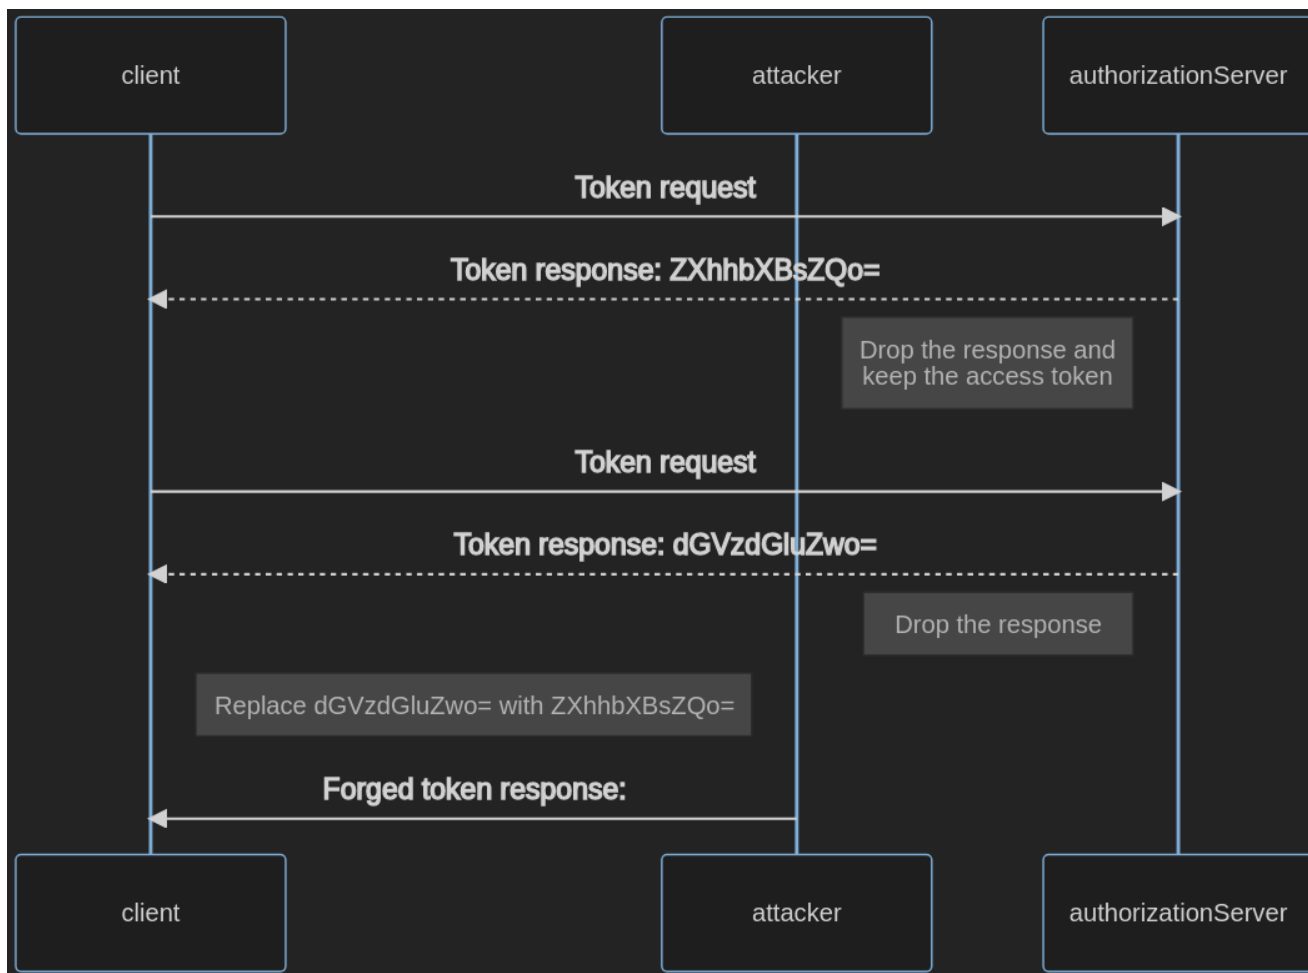 client
attacker
authorizationServer
Token request
Token response: ZXhhbXBsZQo=
Drop the response and
keep the access token
Token request
Token response: dGVzdGluZwo=
Drop the response
Replace dGVzdGluZwo= with ZXhhbXBsZQo=
Forged token response:
client
attacker
authorizationServer